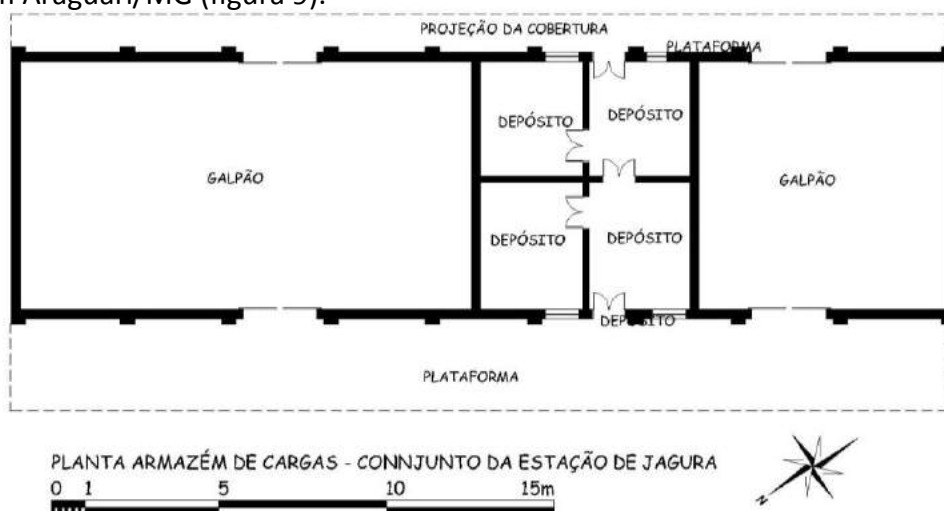 Araguari/MG (figura 9).
PROJEÇÃO DA COBERTURA
PLATAFORMA
DEPÓSITO
DEPÓSITO
GALPÃO
GALPÃO
DEPÓSITO
DEPÓSITO
DEPÓSITO
PLATAFORMA
PLANTA ARMAZÉM DE CARGAS - CONNJUNTO DA ESTAÇÃO DE JAGURA
0 1 5 10 15m
N